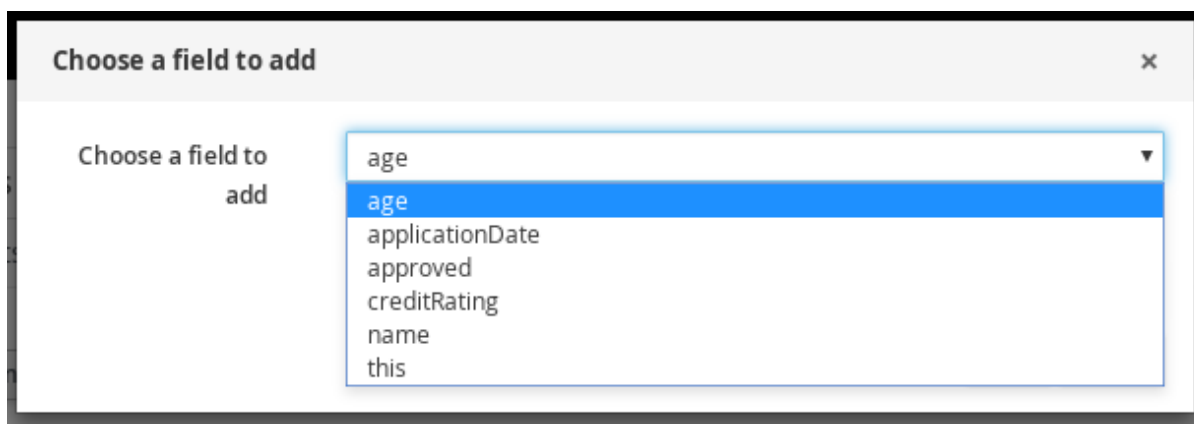 Choose a field to add ×
Choose a field to
add
age
age
applicationDate
approved
creditRating
name
this